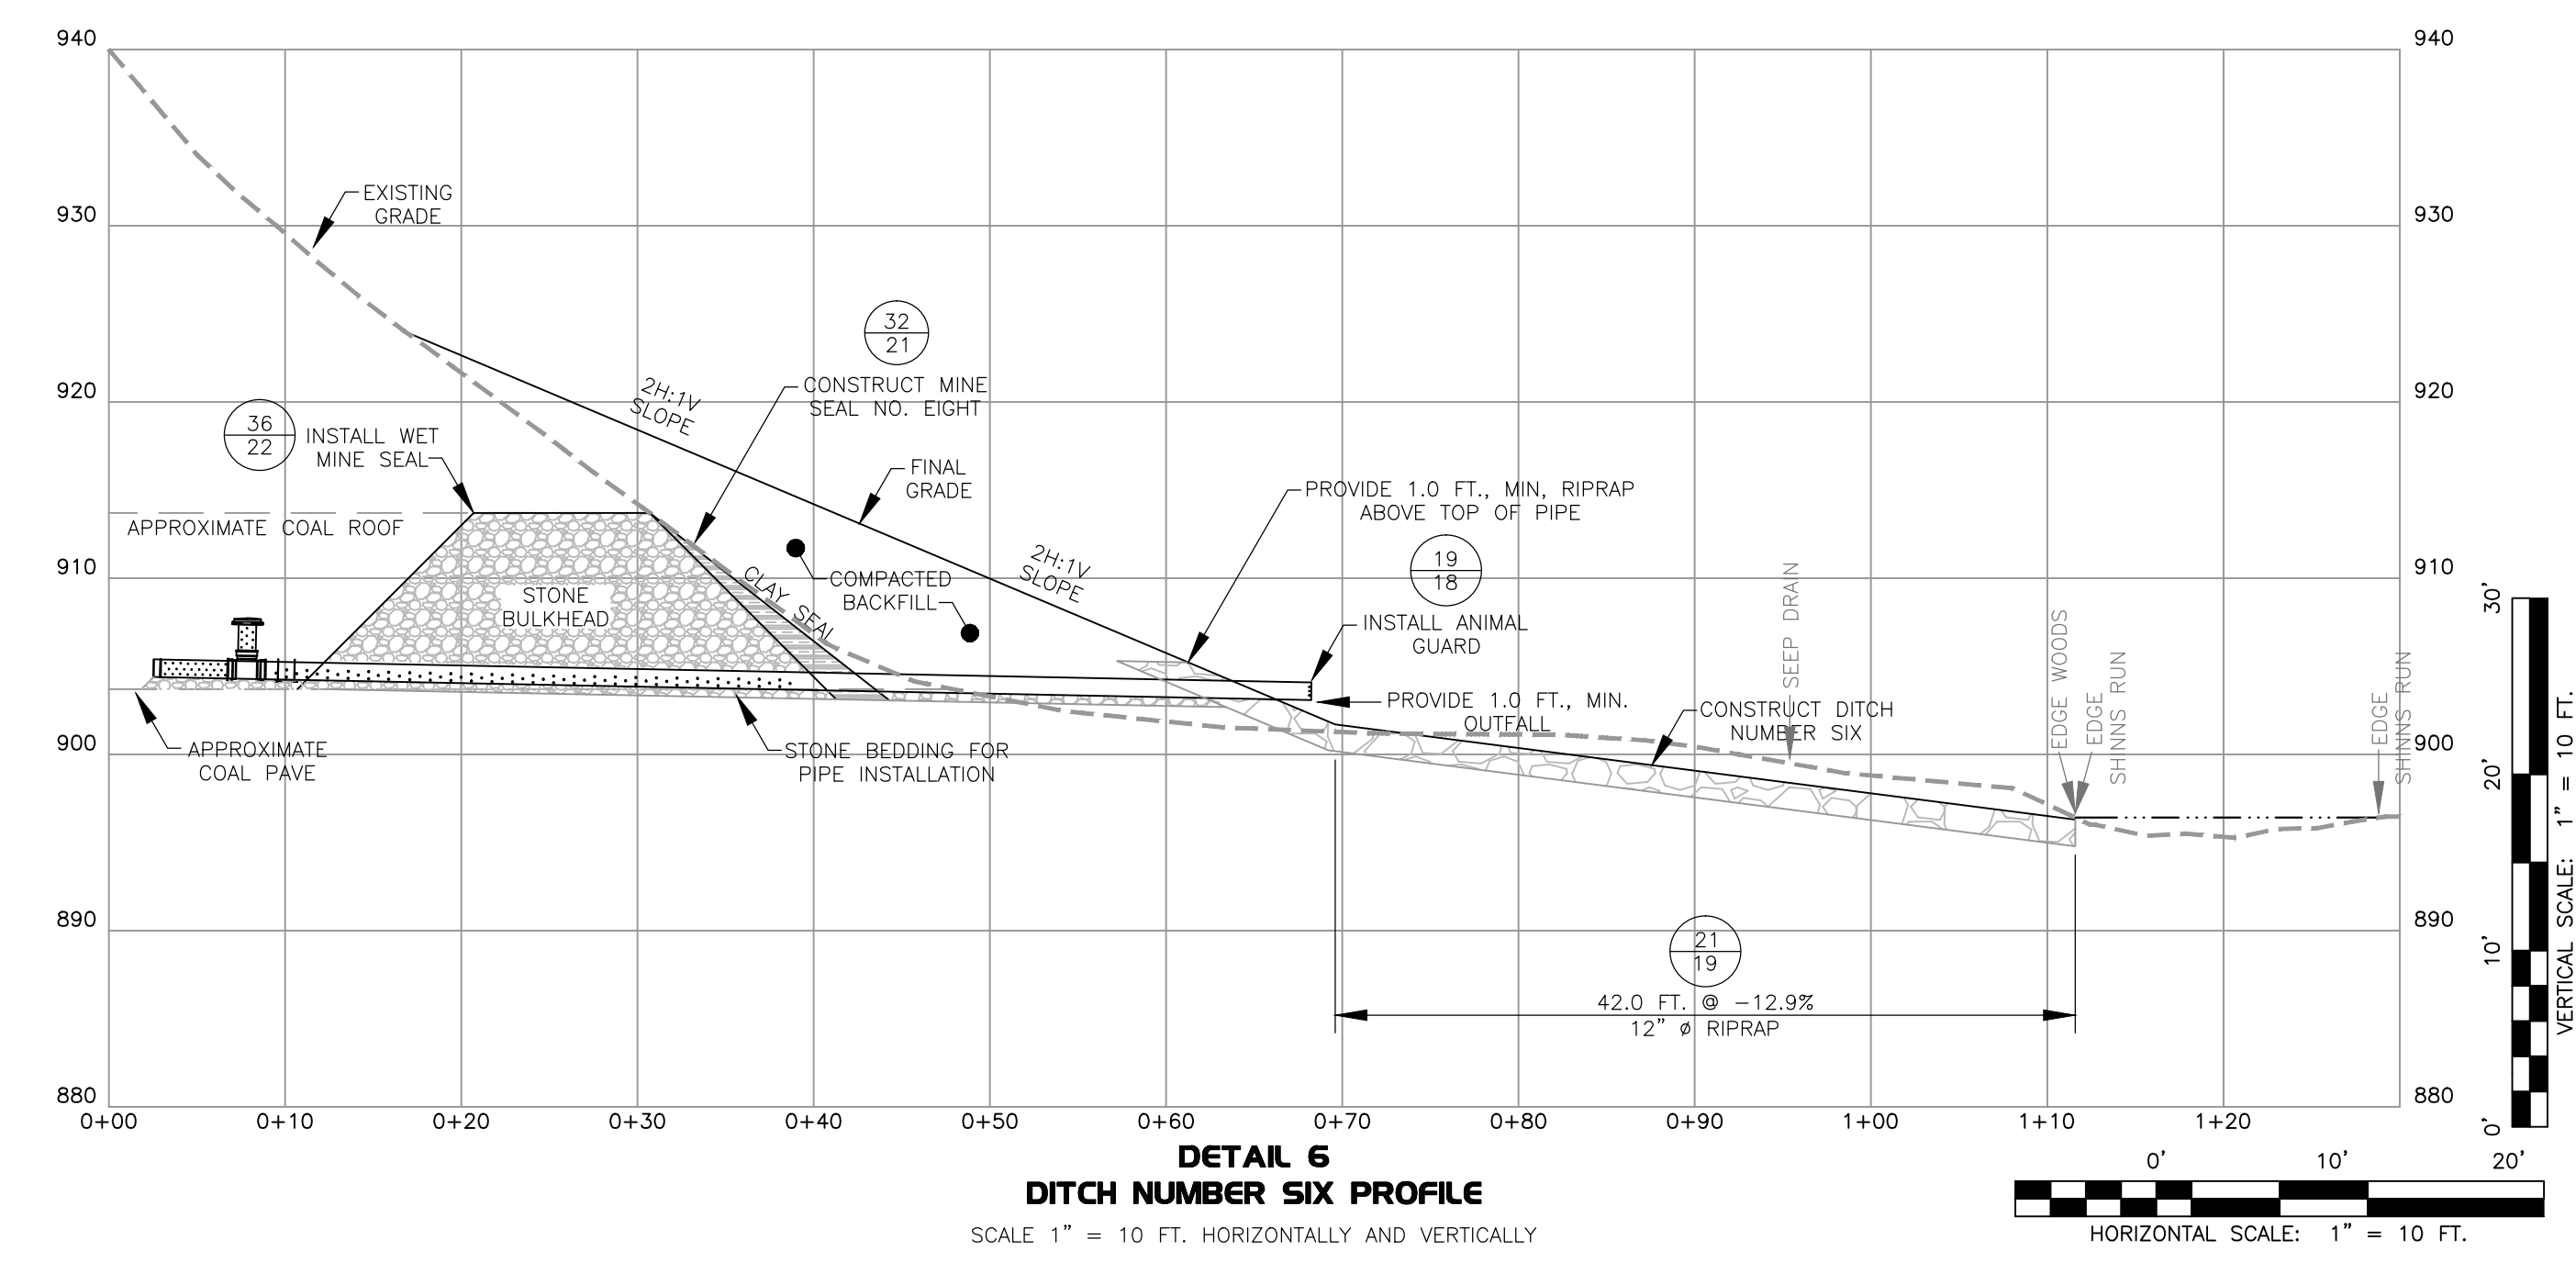 940
940
EXISTING
GRADE
930
930
32
21
2H:1V
SLOPE
CONSTRUCT MINE
SEAL NO. EIGHT
920
920
36
22
INSTALL WET
MINE SEAL
FINAL
GRADE
PROVIDE 1.0 FT., MIN, RIPRAP
ABOVE TOP OF PIPE
APPROXIMATE COAL ROOF
2H:1V
SLOPE
19
18
910
910
CLAY SEAL
COMPACTED
BACKFILL
STONE
BULKHEAD
INSTALL ANIMAL
GUARD
SEEP DRAIN
EDGE WOODS
EDGE
SHNNS RUN
EDGE
SHINNS RUN
PROVIDE 1.0 FT., MIN.
OUTFALL
CONSTRUCT DITCH
NUMBER SIX
900
900
APPROXIMATE
COAL PAVE
STONE BEDDING FOR
PIPE INSTALLATION
890
890
21
19
42.0 FT. @ -12.9%
12" ø RIPRAP
880
880
0+00
0+10
0+20
0+30
0+40
0+50
0+60
0+70
0+80
0+90
1+00
1+10
1+20
30'
20'
10'
0'
VERTICAL SCALE: 1" = 10 FT.
DETAIL 6
DITCH NUMBER SIX PROFILE
SCALE 1" = 10 FT. HORIZONTALLY AND VERTICALLY
0'
10'
20'
HORIZONTAL SCALE: 1" = 10 FT.